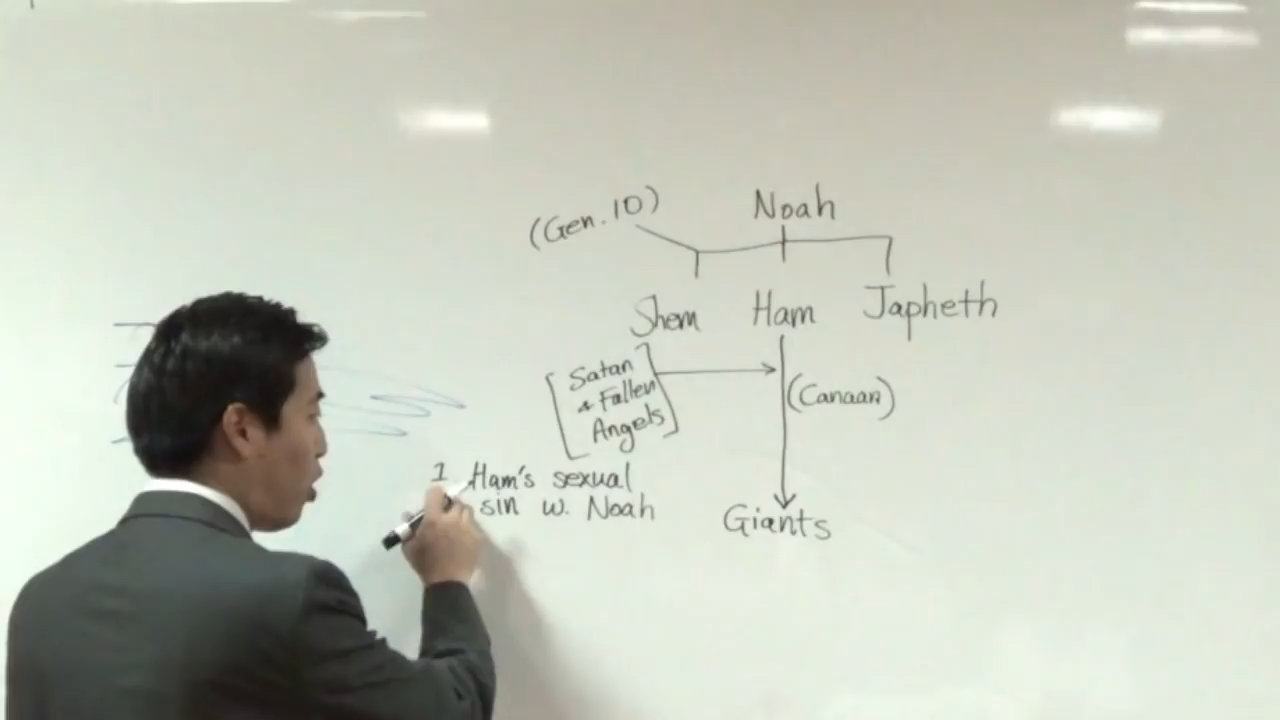 (Gen. 10)
Noah
Shem Ham Japheth
[Satan
& Fallen
Angels]
(Canaan)
1 Ham's sexual
sin w. Noah
Giants